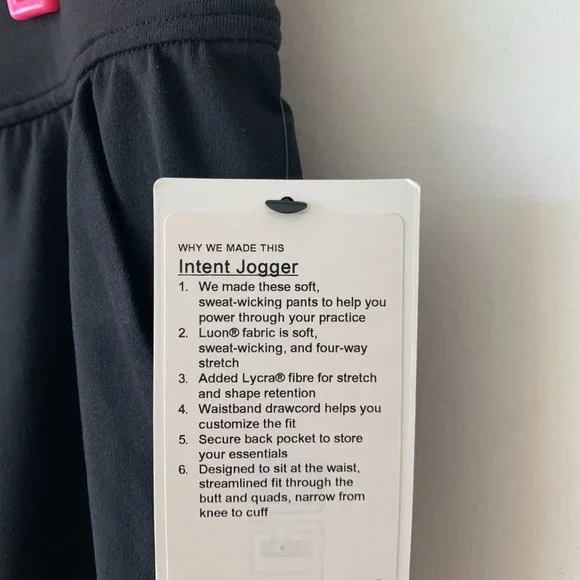 WHY WE MADE THIS
Intent Jogger
1. We made these soft,
sweat-wicking pants to help you
power through your practice
2. Luon® fabric is soft,
sweat-wicking, and four-way
stretch
3. Added Lycra® fibre for stretch
and shape retention
4. Waistband drawcord helps you
customize the fit
5. Secure back pocket to store
your essentials
6. Designed to sit at the waist,
streamlined fit through the
butt and quads, narrow from
knee to cuff